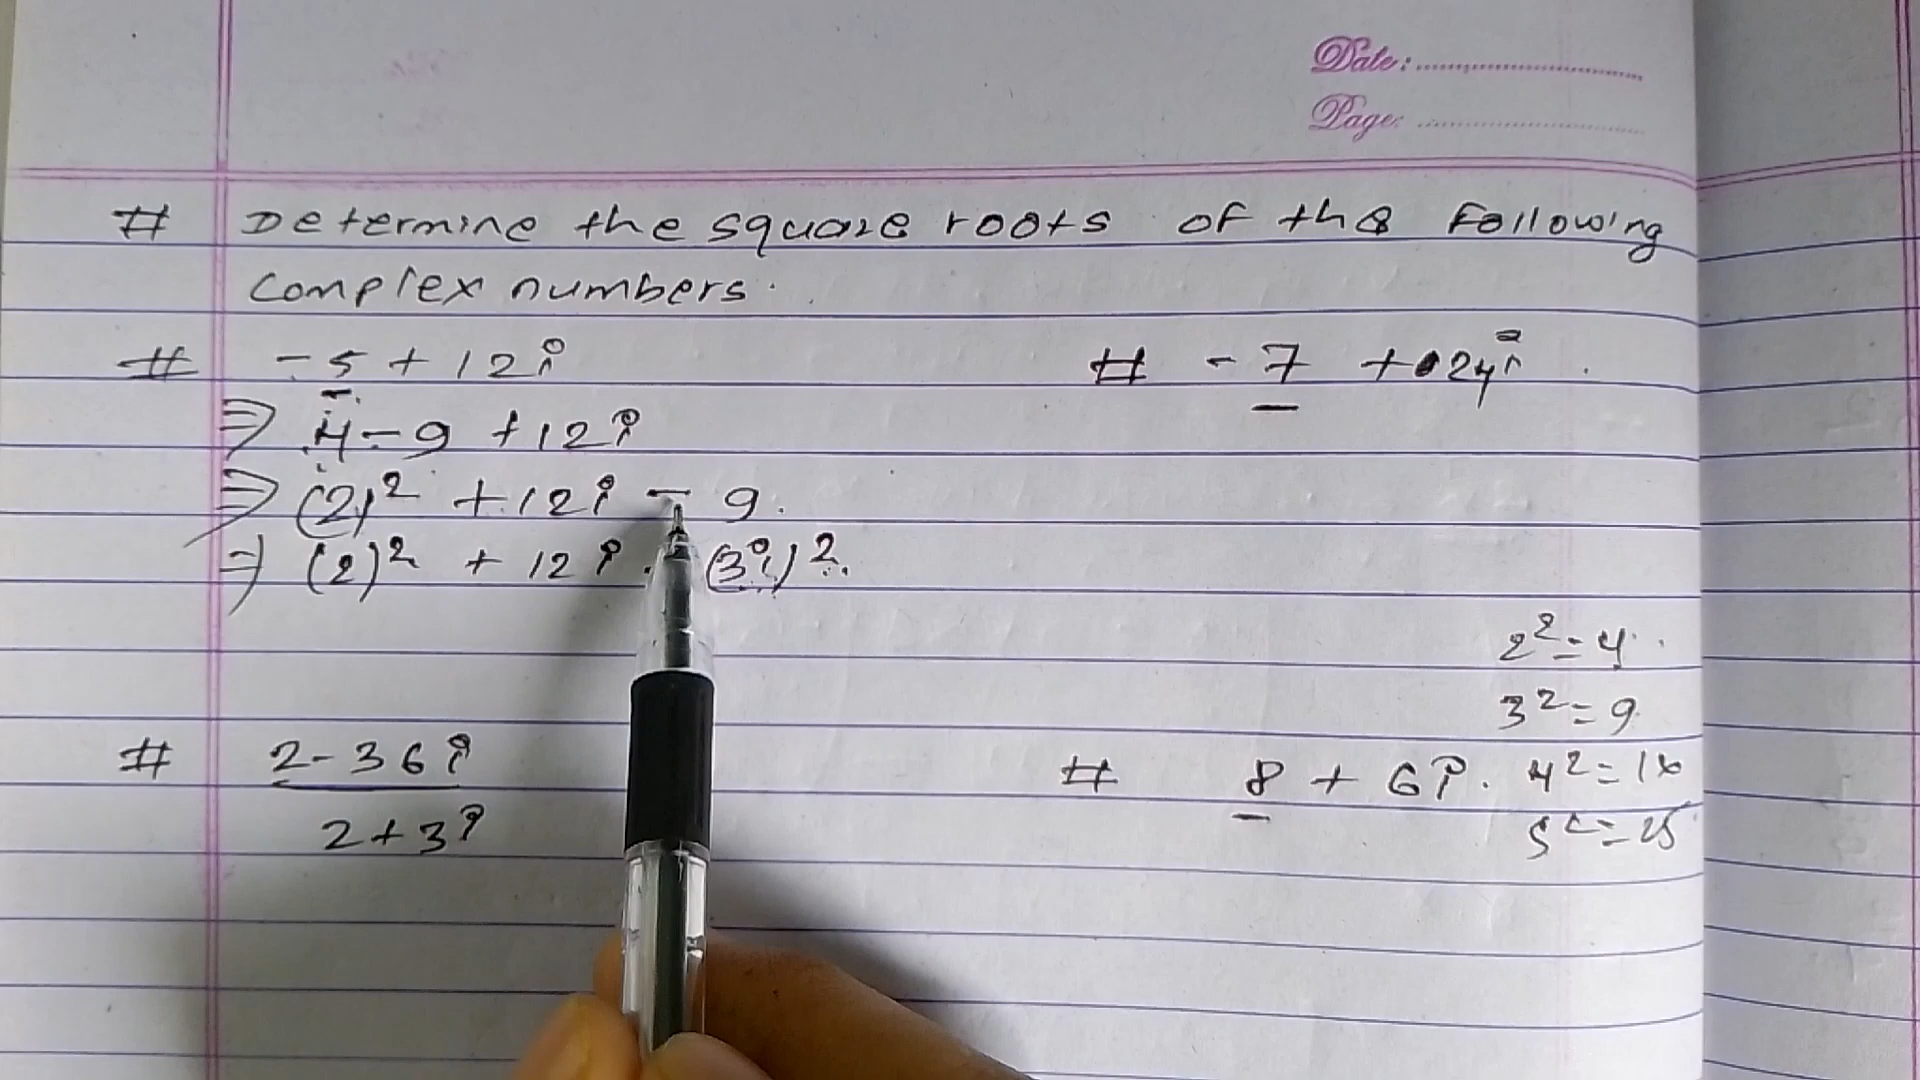 Date:
Page:
# Determine the square roots of the following
complex numbers.
# -5+12i
# -7 +24i
⇒ 4-9 +12i
⇒ (2)² +12i - 9.
⇒ (2)² + 12i (3i)².
2²=4
3²=9
# 2-36i
2+3i
# 8 + 6i.
4²=16
5²=25